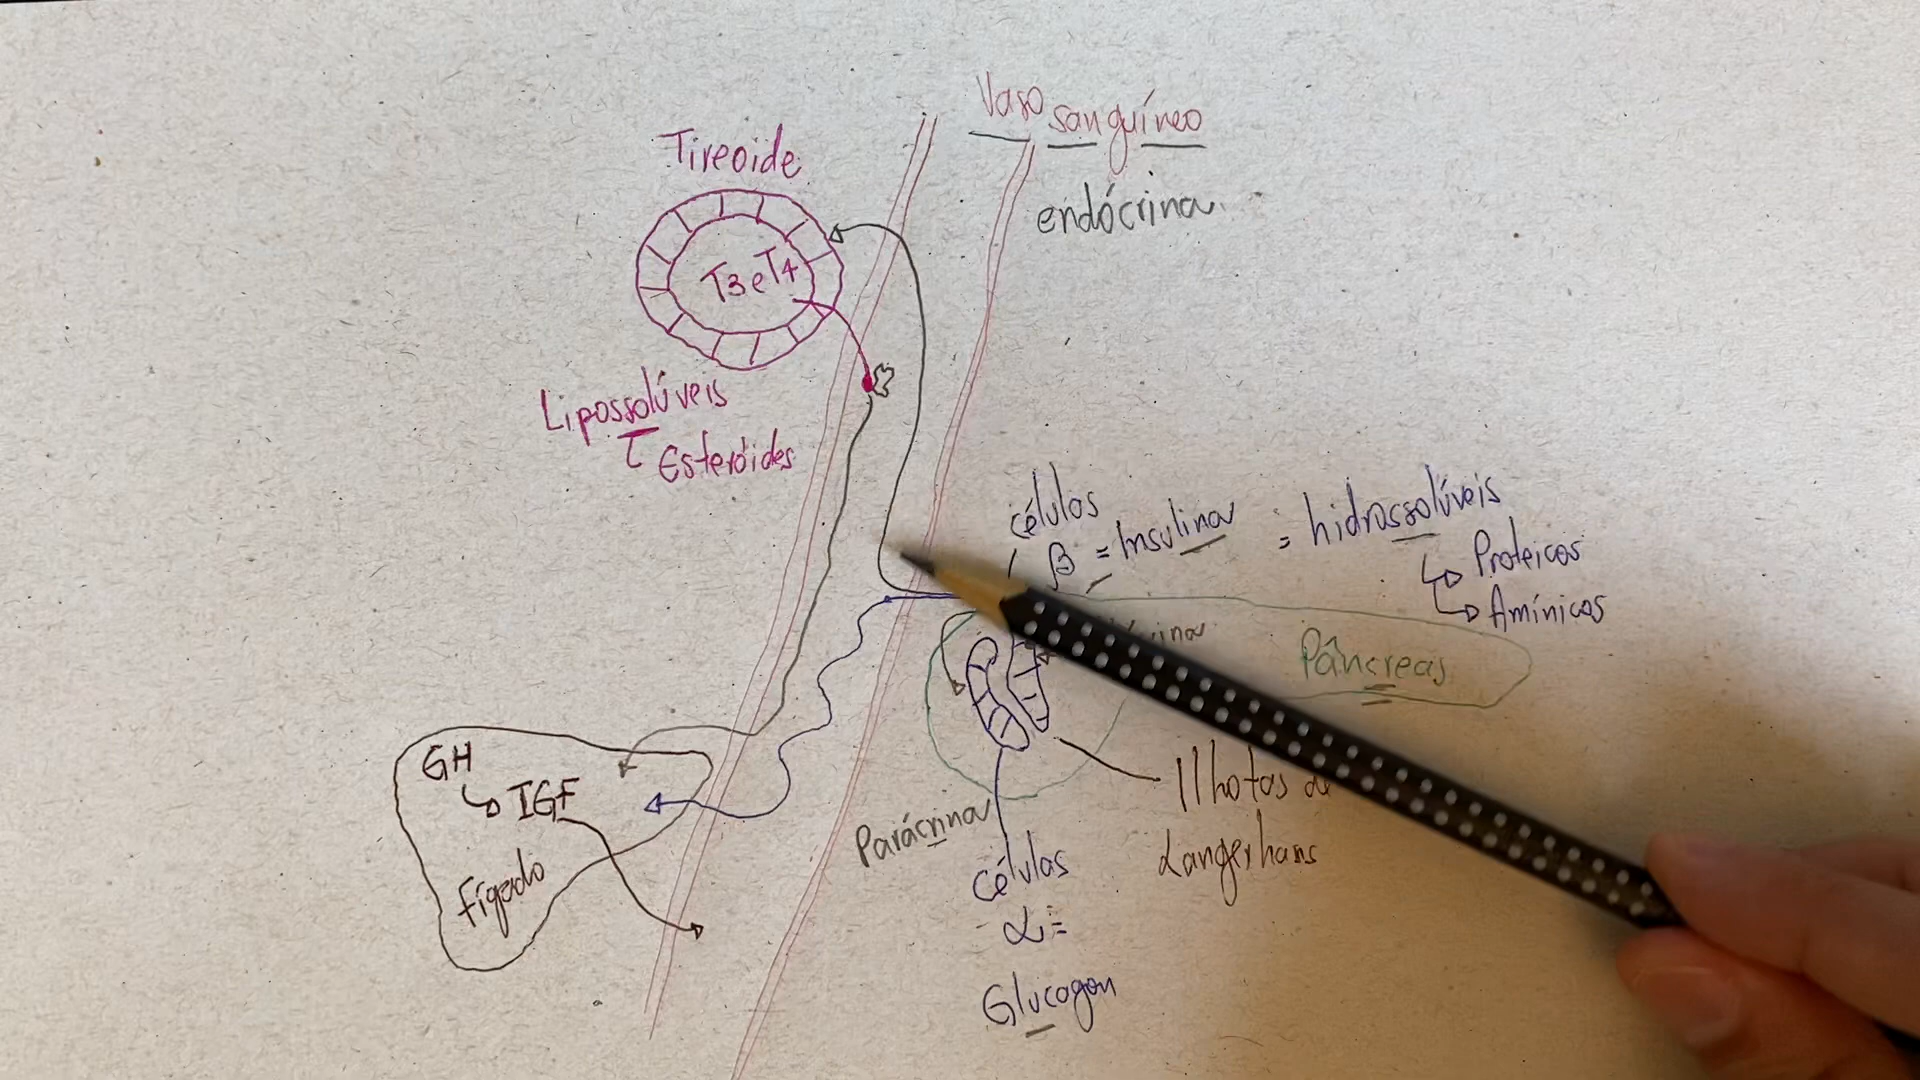 Vaso sanguíneo
endócrina
Tireoide
T3 e T4
Lipossolúveis
Esteróides
células
β = Insulina = hidrossolúveis
Proteicos
Amínicos
Pâncreas
GH
IGF
Fígado
Parácrina
Ilhotas
Langerhans
células
α =
Glucagon